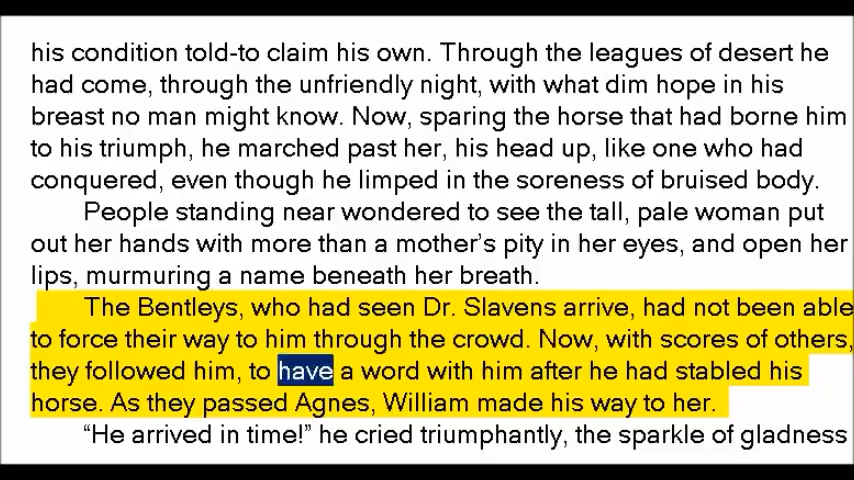 his condition told-to claim his own. Through the leagues of desert he
had come, through the unfriendly night, with what dim hope in his
breast no man might know. Now, sparing the horse that had borne him
to his triumph, he marched past her, his head up, like one who had
conquered, even though he limped in the soreness of bruised body.
People standing near wondered to see the tall, pale woman put
out her hands with more than a mother’s pity in her eyes, and open her
lips, murmuring a name beneath her breath.
The Bentleys, who had seen Dr. Slavens arrive, had not been able
to force their way to him through the crowd. Now, with scores of others,
they followed him, to have a word with him after he had stabled his
horse. As they passed Agnes, William made his way to her.
“He arrived in time!” he cried triumphantly, the sparkle of gladness